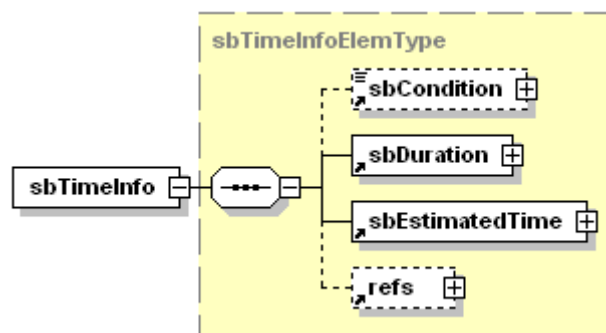 sbTimeInfoElemType
sbCondition
sbDuration
sbTimeInfo
sbEstimatedTime
refs